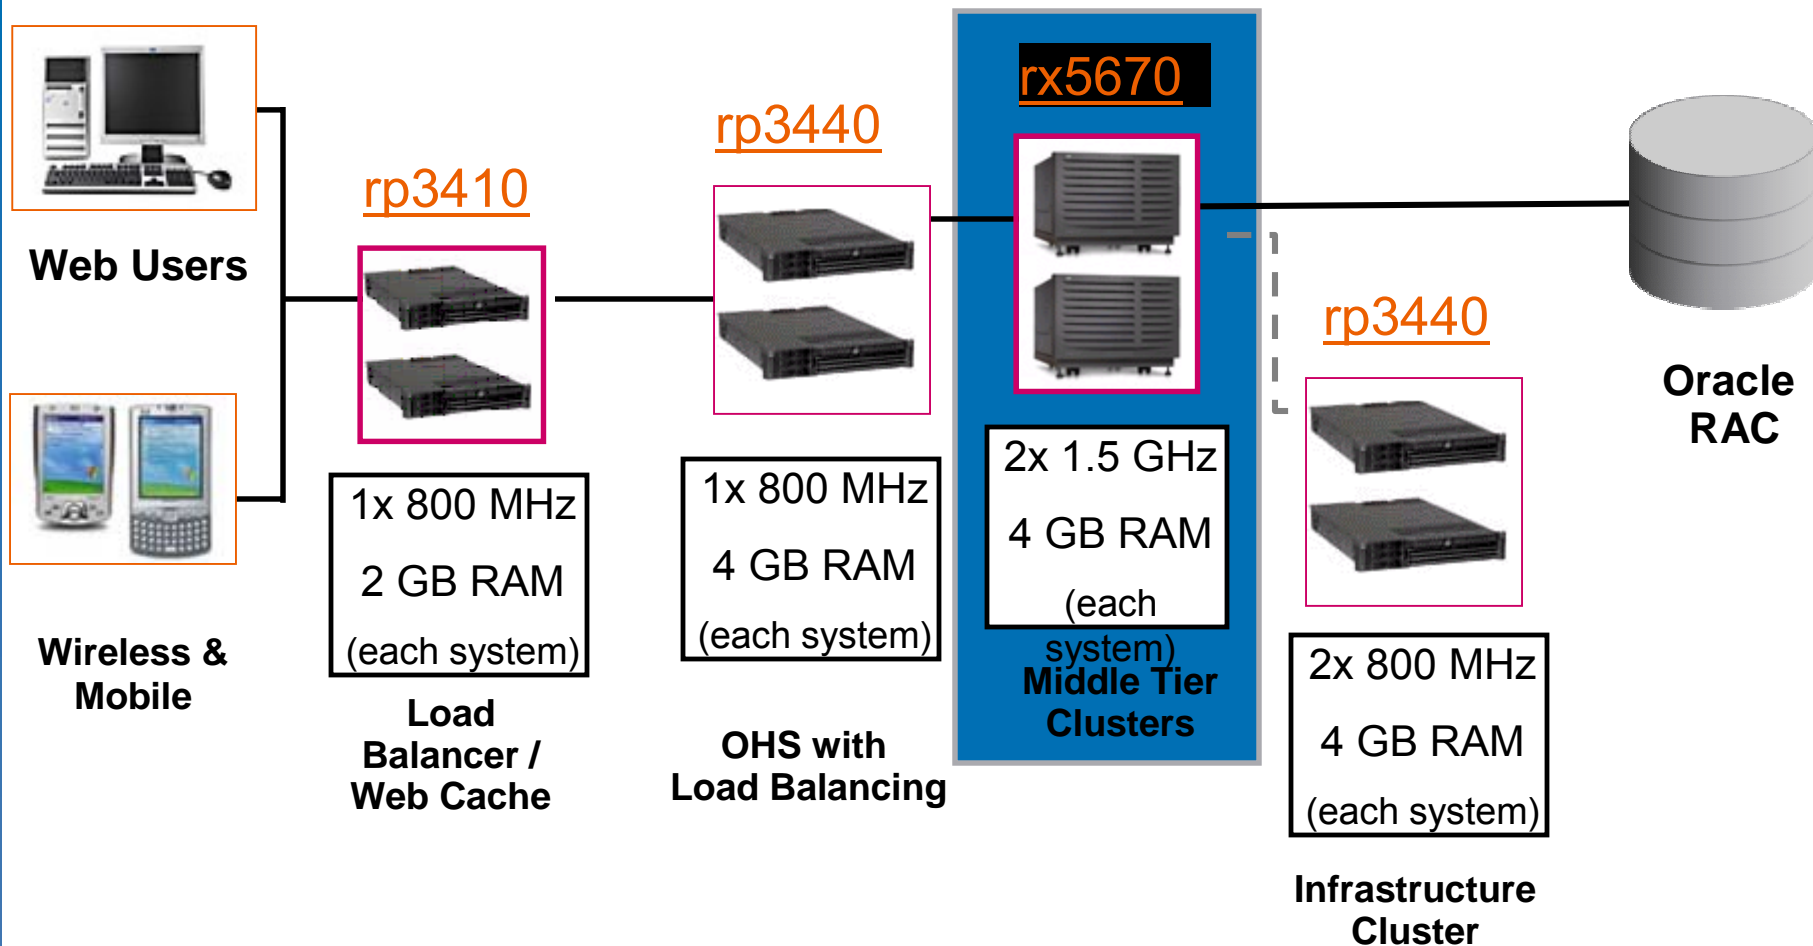 Web Users
Wireless &
Mobile
rp3410
1x 800 MHz
2 GB RAM
(each system)
Load
Balancer /
Web Cache
rp3440
1x 800 MHz
4 GB RAM
(each system)
OHS with
Load Balancing
rx5670
2x 1.5 GHz
4 GB RAM
(each
system)
Middle Tier
Clusters
rp3440
2x 800 MHz
4 GB RAM
(each system)
Infrastructure
Cluster
Oracle
RAC